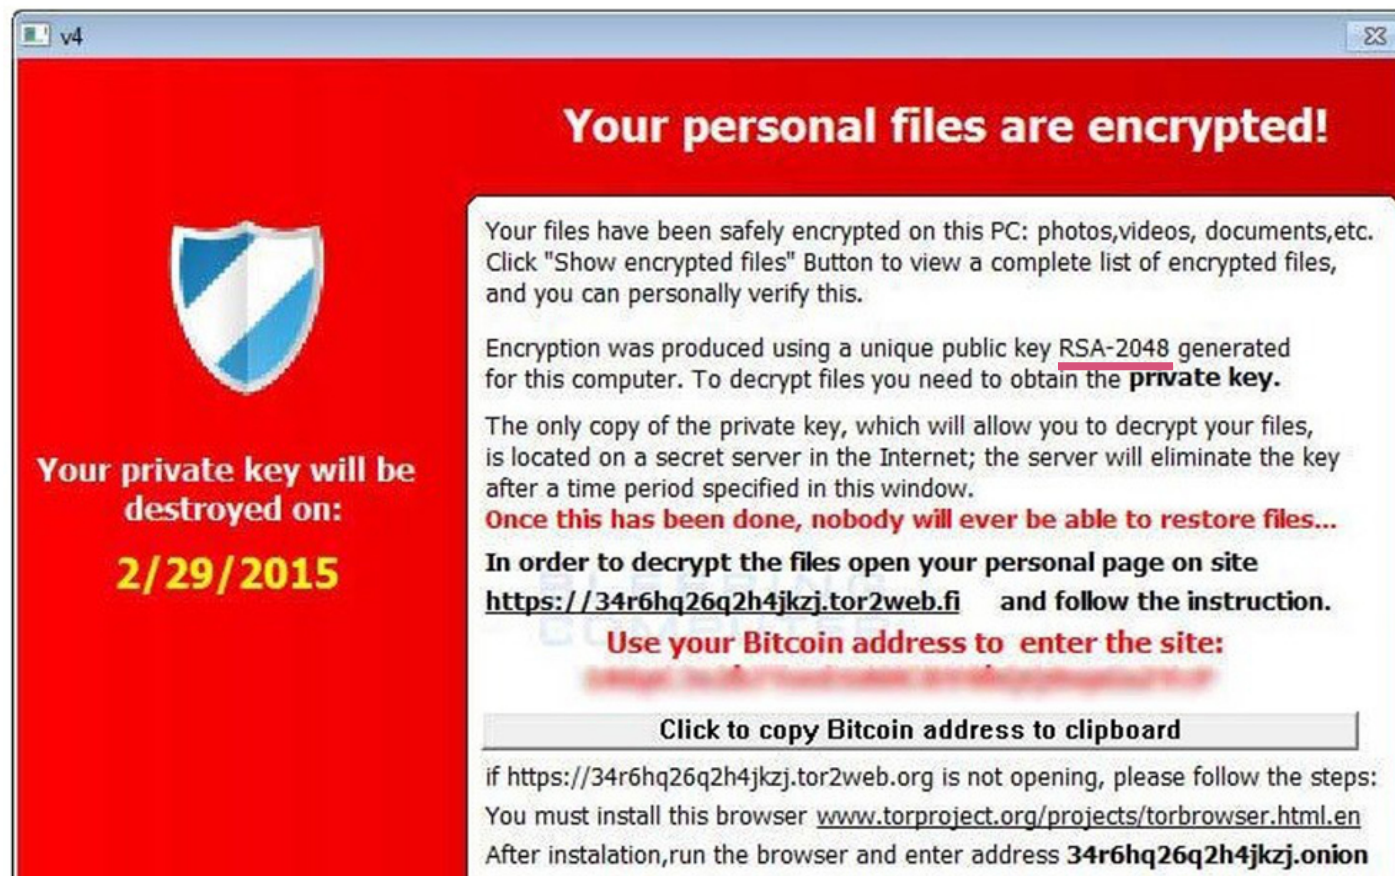 v4
Your personal files are encrypted!
Your files have been safely encrypted on this PC: photos,videos, documents,etc.
Click "Show encrypted files" Button to view a complete list of encrypted files,
and you can personally verify this.
Encryption was produced using a unique public key RSA-2048 generated
for this computer. To decrypt files you need to obtain the private key.
The only copy of the private key, which will allow you to decrypt your files,
is located on a secret server in the Internet; the server will eliminate the key
after a time period specified in this window.
Once this has been done, nobody will ever be able to restore files...
In order to decrypt the files open your personal page on site
https://34r6hq26q2h4jkzj.tor2web.fi and follow the instruction.
Use your Bitcoin address to enter the site:
Click to copy Bitcoin address to clipboard
if https://34r6hq26q2h4jkzj.tor2web.org is not opening, please follow the steps:
You must install this browser www.torproject.org/projects/torbrowser.html.en
After instalation,run the browser and enter address 34r6hq26q2h4jkzj.onion
Your private key will be
destroyed on:
2/29/2015
BLEEPING
COMPUTER